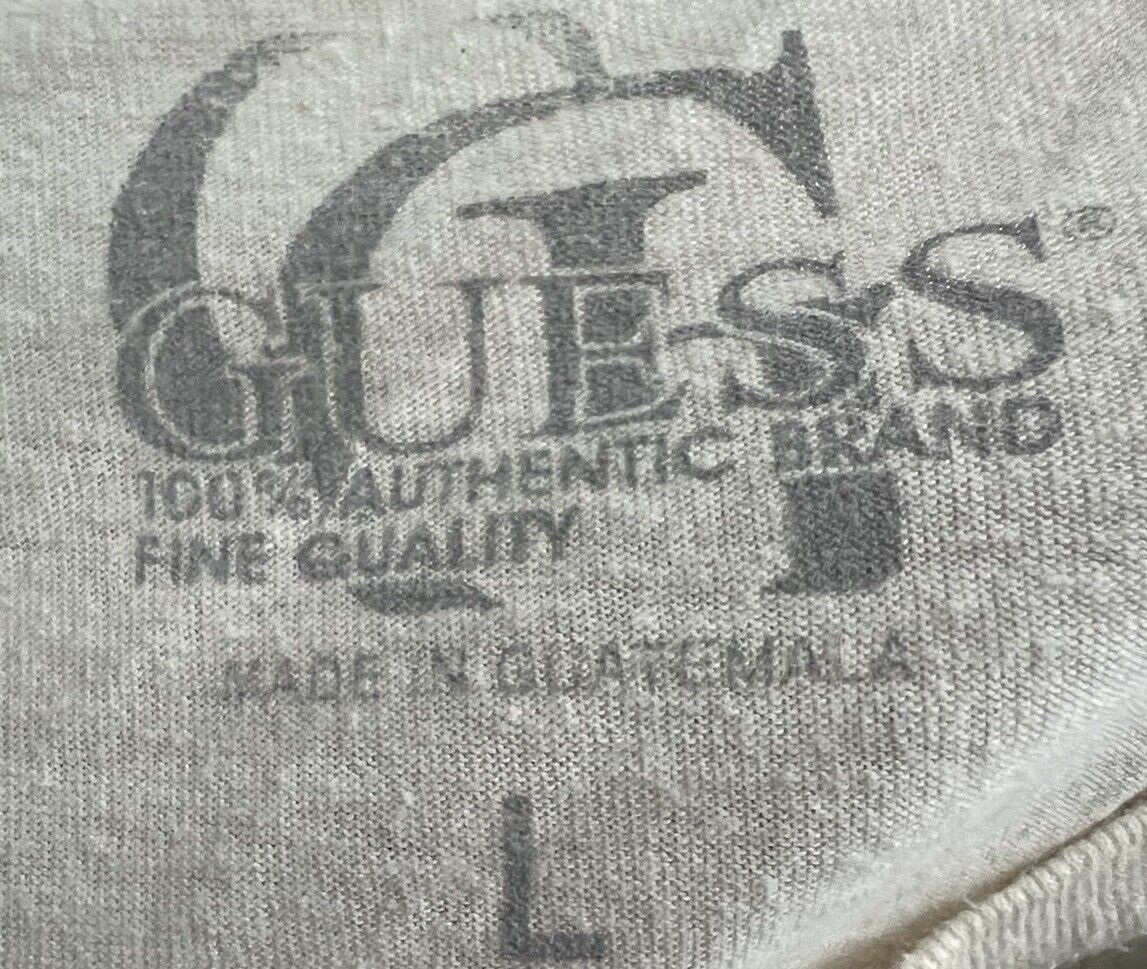 GUESS®
100% AUTHENTIC BRAND
FINE QUALITY
MADE IN GUATEMALA
L